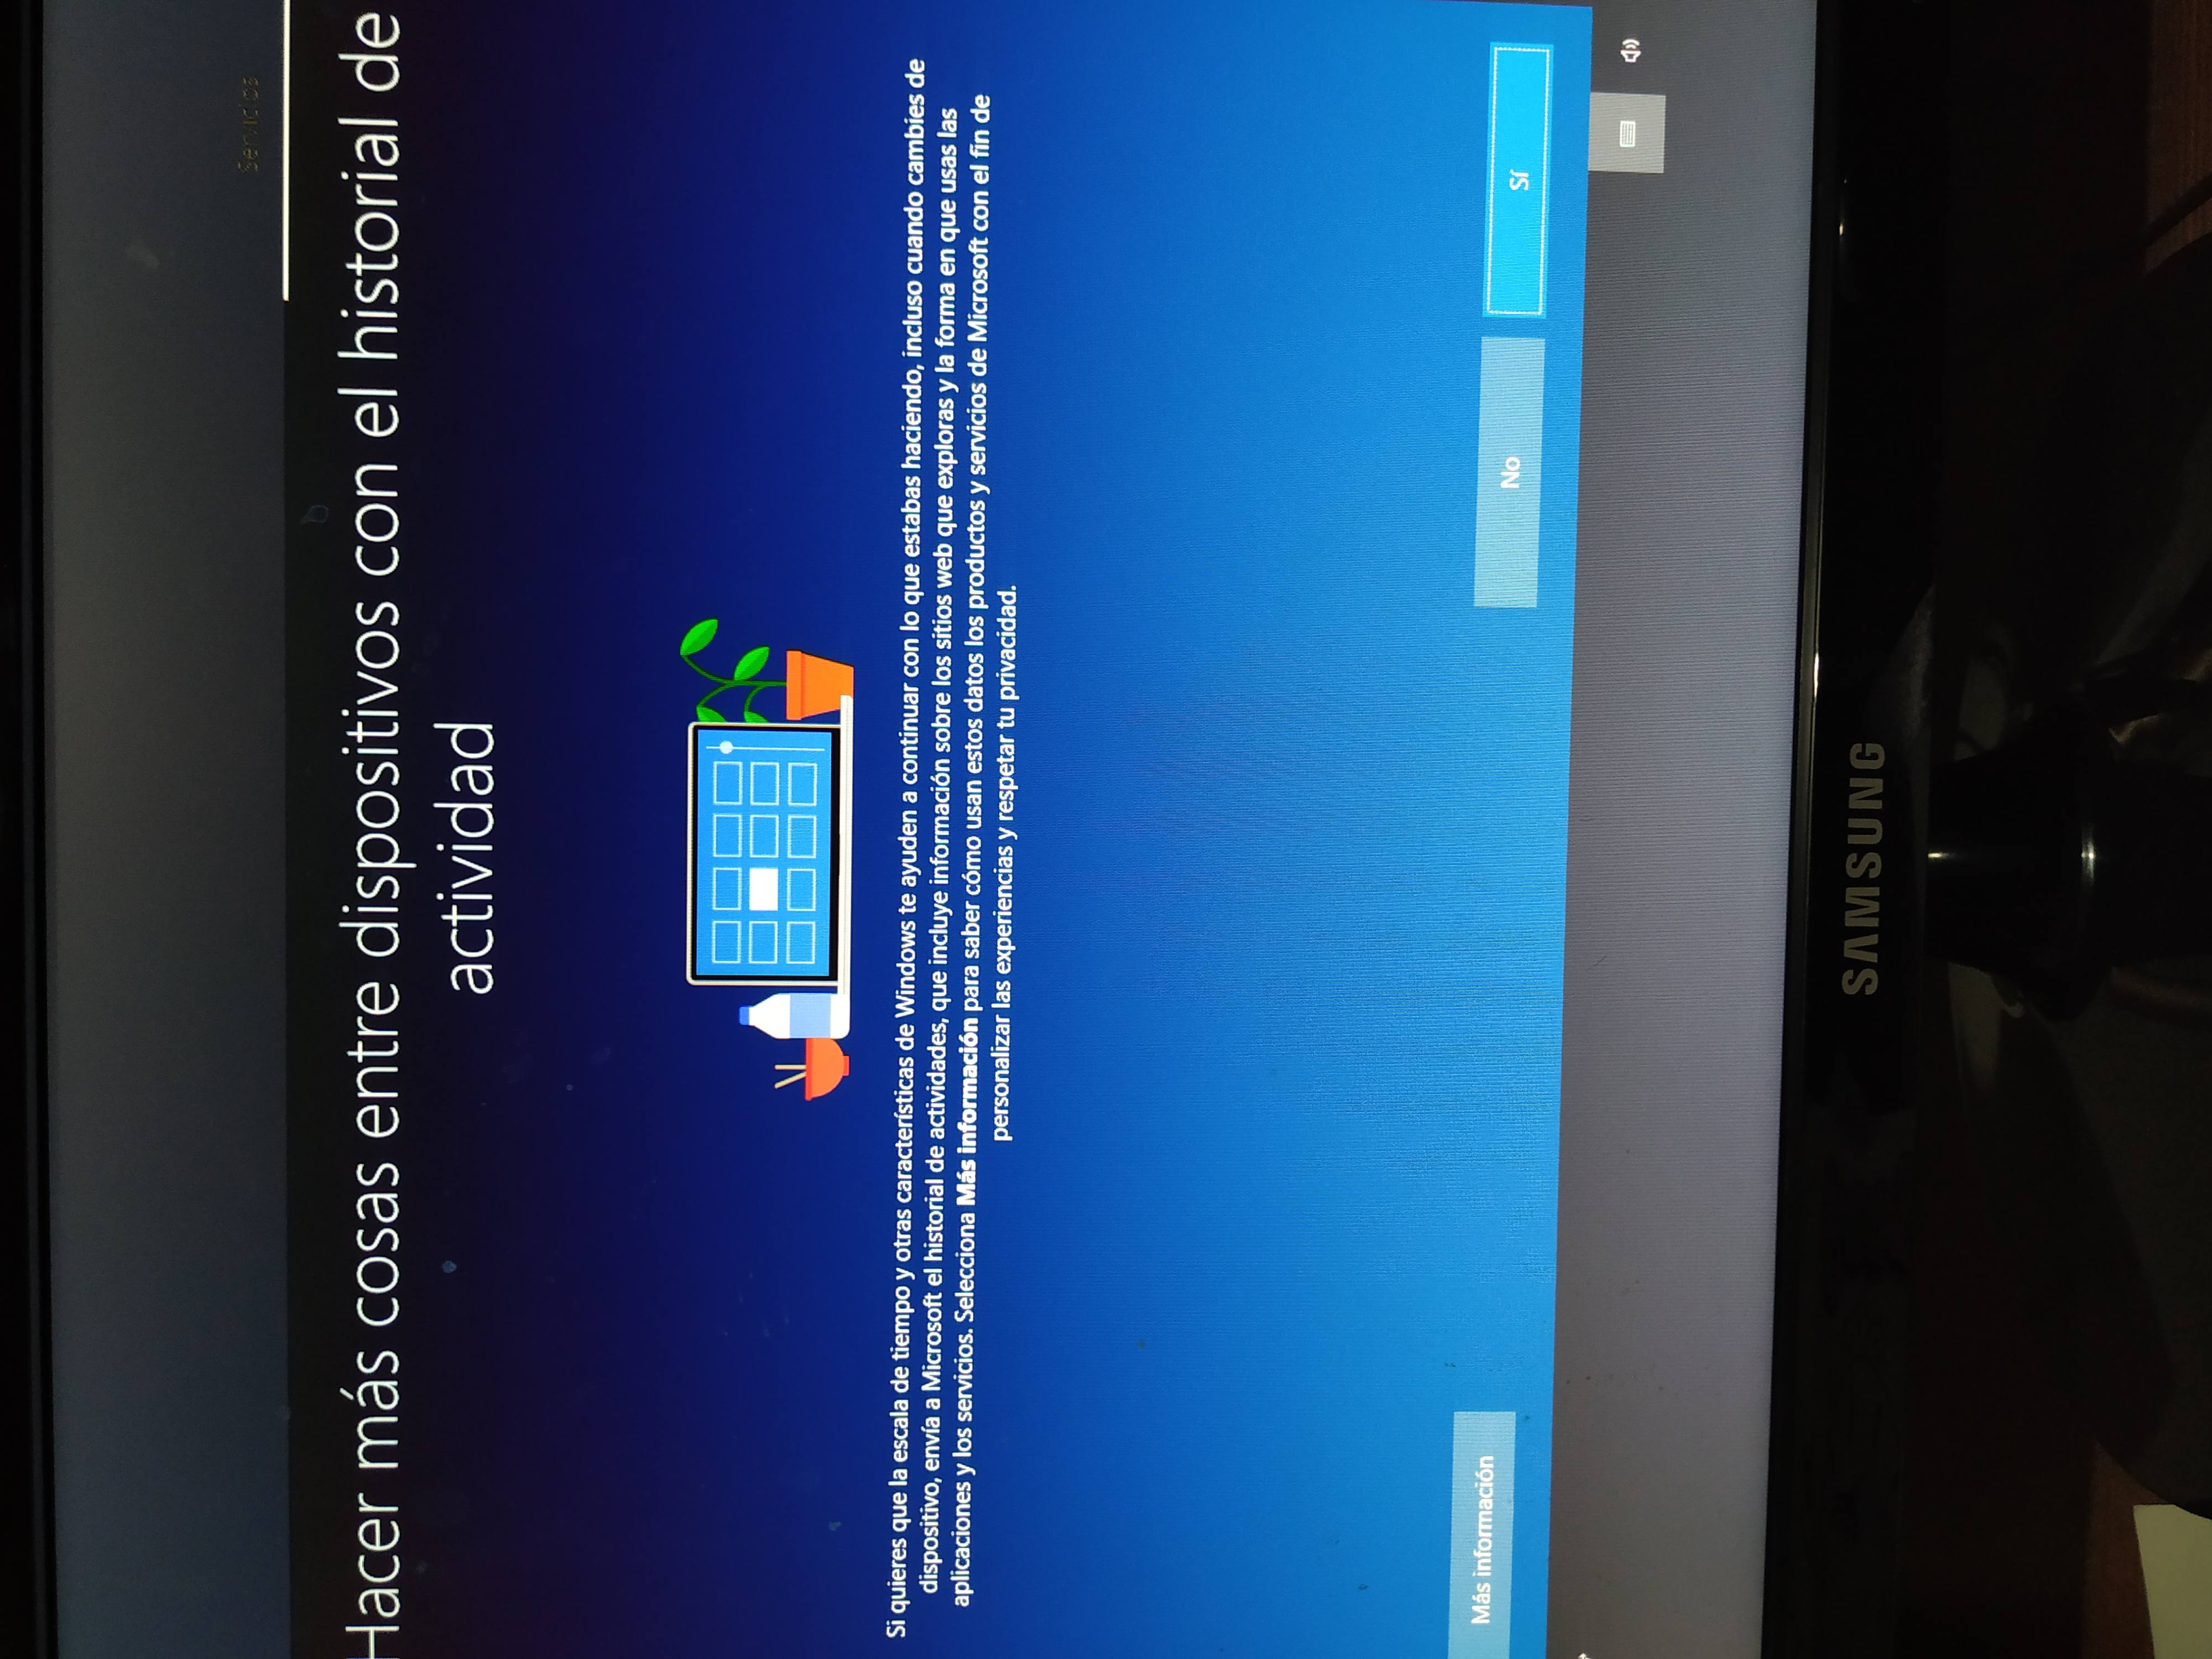 Servicios
Hacer más cosas entre dispositivos con el historial de
actividad
Si quieres que la escala de tiempo y otras características de Windows te ayuden a continuar con lo que estabas haciendo, incluso cuando cambies de
dispositivo, envía a Microsoft el historial de actividades, que incluye información sobre los sitios web que exploras y la forma en que usas las
aplicaciones y los servicios. Selecciona Más información para saber cómo usan estos datos los productos y servicios de Microsoft con el fin de
personalizar las experiencias y respetar tu privacidad.
Más información
No
Sí
SAMSUNG